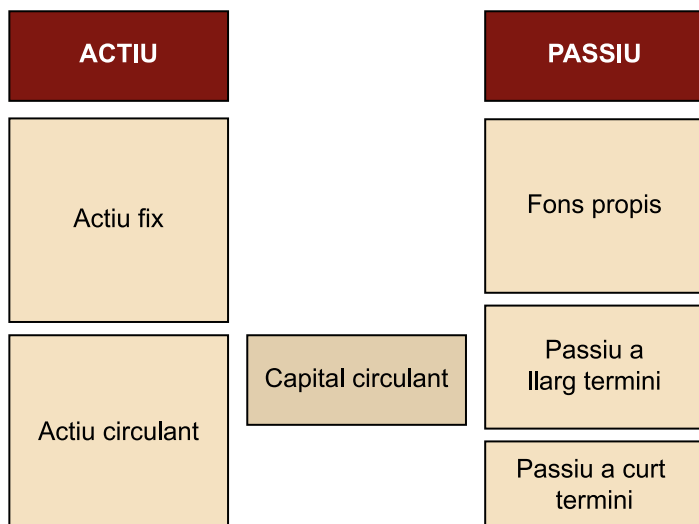 ACTIU
PASSIU
Actiu fix
Fons propis
Capital circulant
Passiu a
llarg termini
Actiu circulant
Passiu a curt
termini